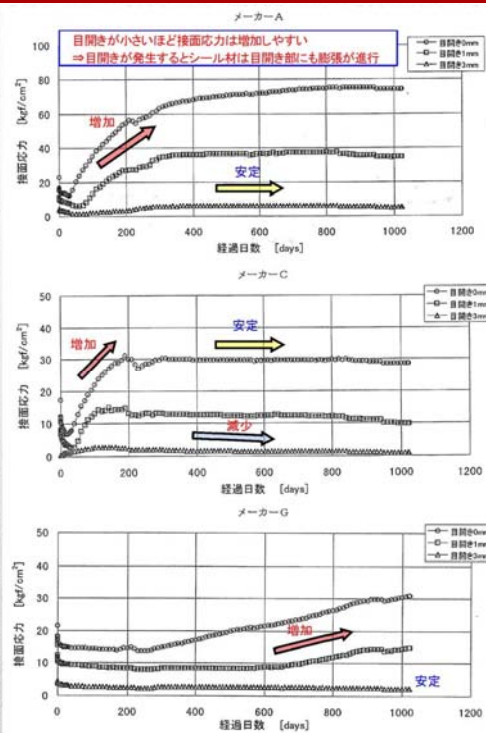 メーカーA
目開きが小さいほど接面応力は増加しやすい
⇒目開きが発生するとシール材は目開き部にも膨張が進行
目開き0mm
目開き1mm
目開き3mm
増加
安定
接面応力 [kgf/cm²]
100
80
60
40
20
0
0 200 400 600 800 1000 1200
経過日数 [days]
メーカーC
目開き0mm
目開き1mm
目開き3mm
増加
安定
減少
接面応力 [kgf/cm²]
50
40
30
20
10
0
0 200 400 600 800 1000 1200
経過日数 [days]
メーカーG
目開き0mm
目開き1mm
目開き3mm
増加
安定
接面応力 [kgf/cm²]
50
40
30
20
10
0
0 200 400 600 800 1000 1200
経過日数 [days]